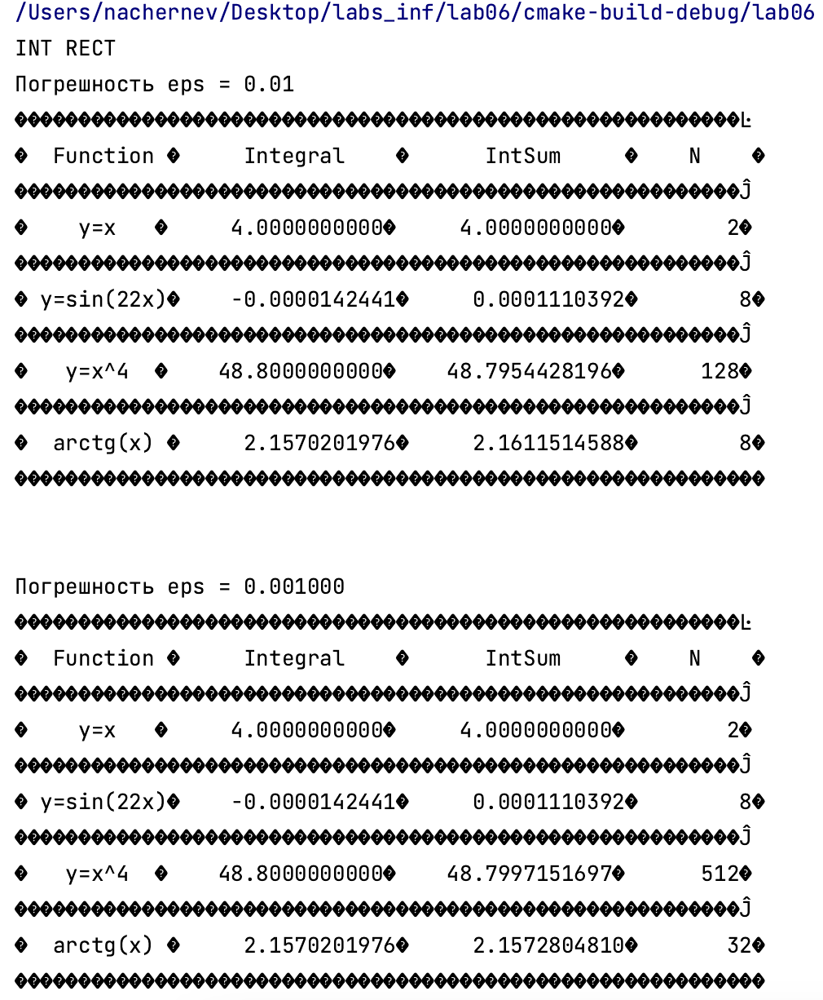 /Users/nachernev/Desktop/labs_inf/lab06/cmake-build-debug/lab06
INT RECT
Погрешность eps = 0.01
���������������������������������������������������������Ŀ
�  Function �     Integral    �      IntSum     �    N    �
���������������������������������������������������������Ĵ
�    y=x   �     4.0000000000�     4.0000000000�        2�
���������������������������������������������������������Ĵ
� y=sin(22x)�    -0.0000142441�     0.0001110392�        8�
���������������������������������������������������������Ĵ
�   y=x^4  �    48.8000000000�    48.7954428196�      128�
���������������������������������������������������������Ĵ
�  arctg(x) �     2.1570201976�     2.1611514588�        8�
�����������������������������������������������������������
Погрешность eps = 0.001000
���������������������������������������������������������Ŀ
�  Function �     Integral    �      IntSum     �    N    �
���������������������������������������������������������Ĵ
�    y=x   �     4.0000000000�     4.0000000000�        2�
���������������������������������������������������������Ĵ
� y=sin(22x)�    -0.0000142441�     0.0001110392�        8�
���������������������������������������������������������Ĵ
�   y=x^4  �    48.8000000000�    48.7997151697�      512�
���������������������������������������������������������Ĵ
�  arctg(x) �     2.1570201976�     2.1572804810�       32�
�����������������������������������������������������������